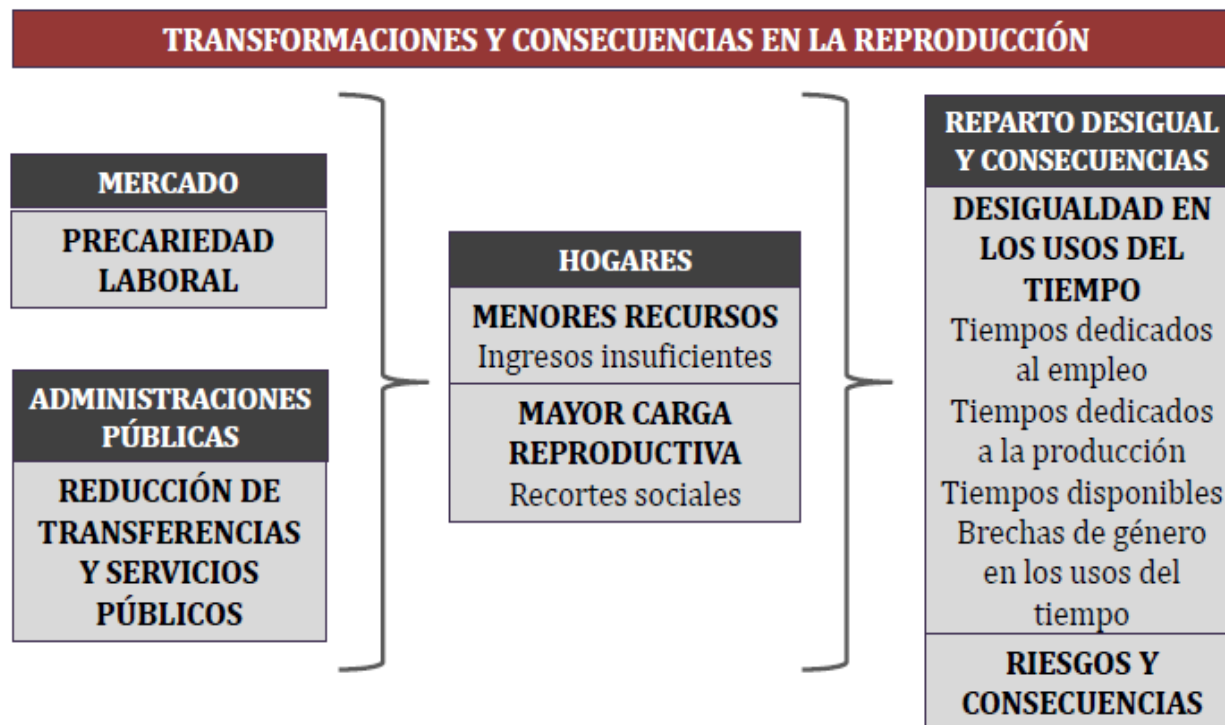 TRANSFORMACIONES Y CONSECUENCIAS EN LA REPRODUCCIÓN
MERCADO
PRECARIEDAD
LABORAL
ADMINISTRACIONES
PÚBLICAS
REDUCCIÓN DE
TRANSFERENCIAS
Y SERVICIOS
PÚBLICOS
HOGARES
MENORES RECURSOS
Ingresos insuficientes
MAYOR CARGA
REPRODUCTIVA
Recortes sociales
REPARTO DESIGUAL
Y CONSECUENCIAS
DESIGUALDAD EN
LOS USOS DEL
TIEMPO
Tiempos dedicados
al empleo
Tiempos dedicados
a la producción
Tiempos disponibles
Brechas de género
en los usos del
tiempo
RIESGOS Y
CONSECUENCIAS